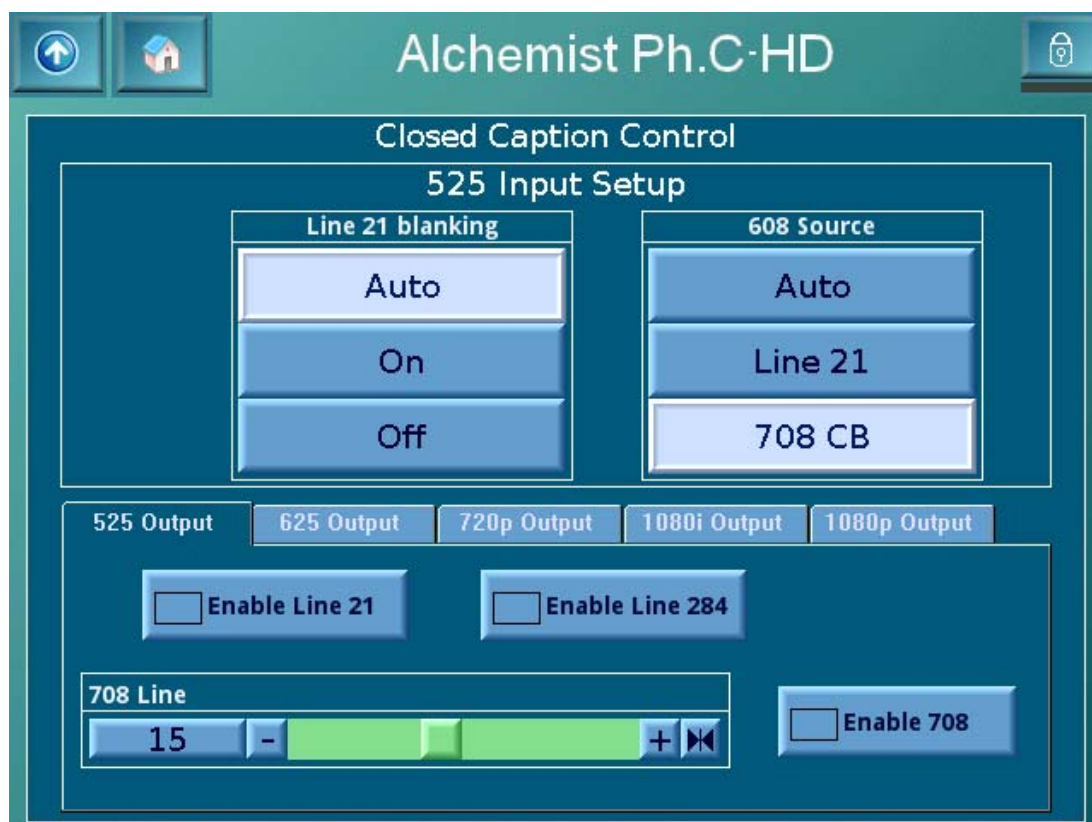 Alchemist Ph.C-HD
Closed Caption Control
525 Input Setup
Line 21 blanking
Auto
On
Off
608 Source
Auto
Line 21
708 CB
525 Output
625 Output
720p Output
1080i Output
1080p Output
Enable Line 21
Enable Line 284
708 Line
15
-
+
Enable 708